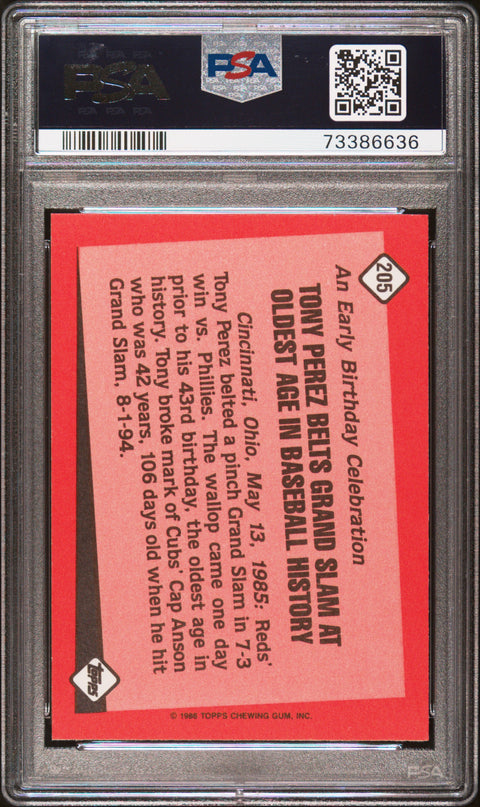 PSA
PSA
73386636
205
An Early Birthday Celebration
TONY PEREZ BELTS GRAND SLAM AT
OLDEST AGE IN BASEBALL HISTORY
Cincinnati, Ohio, May 13, 1985: Reds'
Tony Perez belted a pinch Grand Slam in 7-3
win vs. Phillies. The wallop came one day
prior to his 43rd birthday, the oldest age in
history. Tony broke mark of Cubs' Cap Anson
who was 42 years, 106 days old when he hit
Grand Slam, 8-1-94.
topps
© 1986 TOPPS CHEWING GUM, INC.
PSA